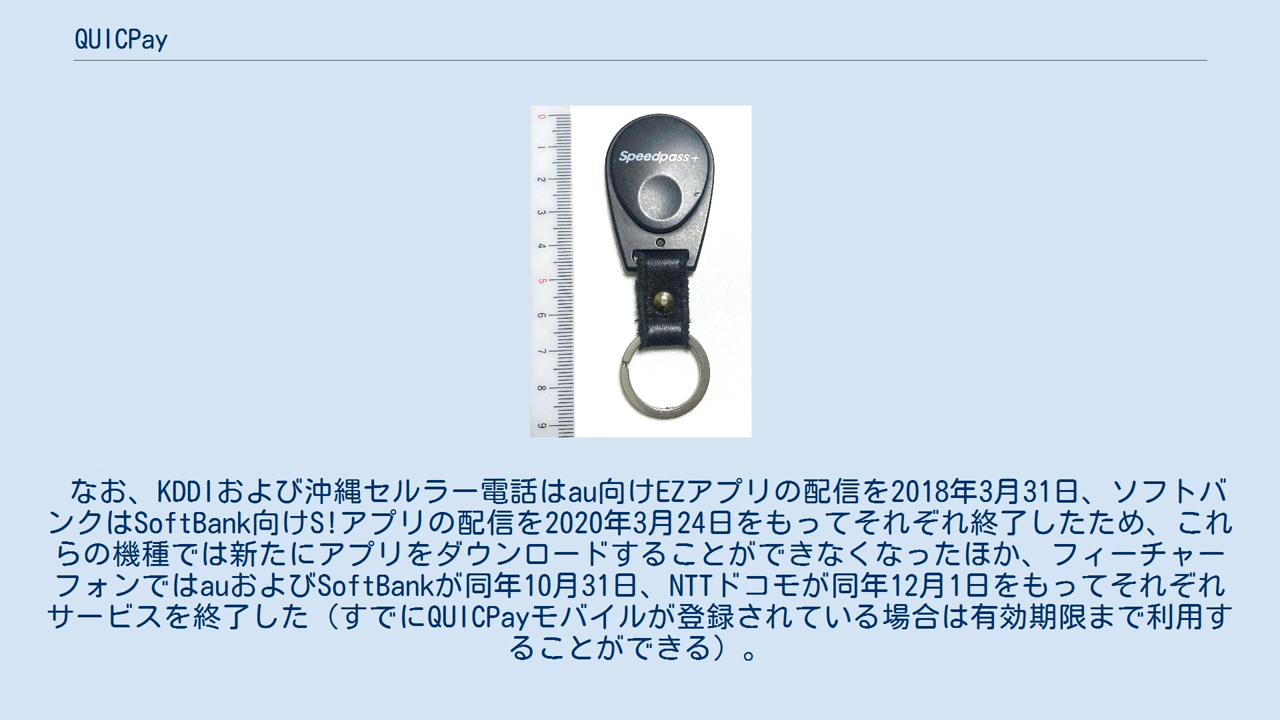 QUICPay
Speedpass+
0
1
2
3
4
5
6
7
8
9
なお、KDDIおよび沖縄セルラー電話はau向けEZアプリの配信を2018年3月31日、ソフトバ
ンクはSoftBank向けS!アプリの配信を2020年3月24日をもってそれぞれ終了したため、これ
らの機種では新たにアプリをダウンロードすることができなくなったほか、フィーチャー
フォンではauおよびSoftBankが同年10月31日、NTTドコモが同年12月1日をもってそれぞれ
サービスを終了した（すでにQUICPayモバイルが登録されている場合は有効期限まで利用す
ることができる）。